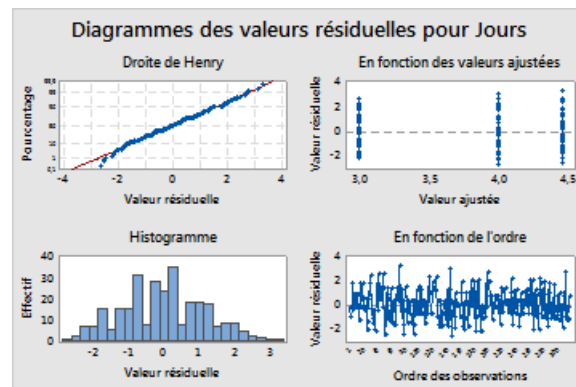 Diagrammes des valeurs résiduelles pour Jours
Droite de Henry
Pourcentage
-4 -2 0 2 4
Valeur résiduelle
En fonction des valeurs ajustées
Valeur résiduelle
4
2
0
-2
3,0 3,5 4,0 4,5
Valeur ajustée
Histogramme
Effectif
40
30
20
10
0
-2 -1 0 1 2 3
Valeur résiduelle
En fonction de l'ordre
Valeur résiduelle
4
2
0
-2
Ordre des observations